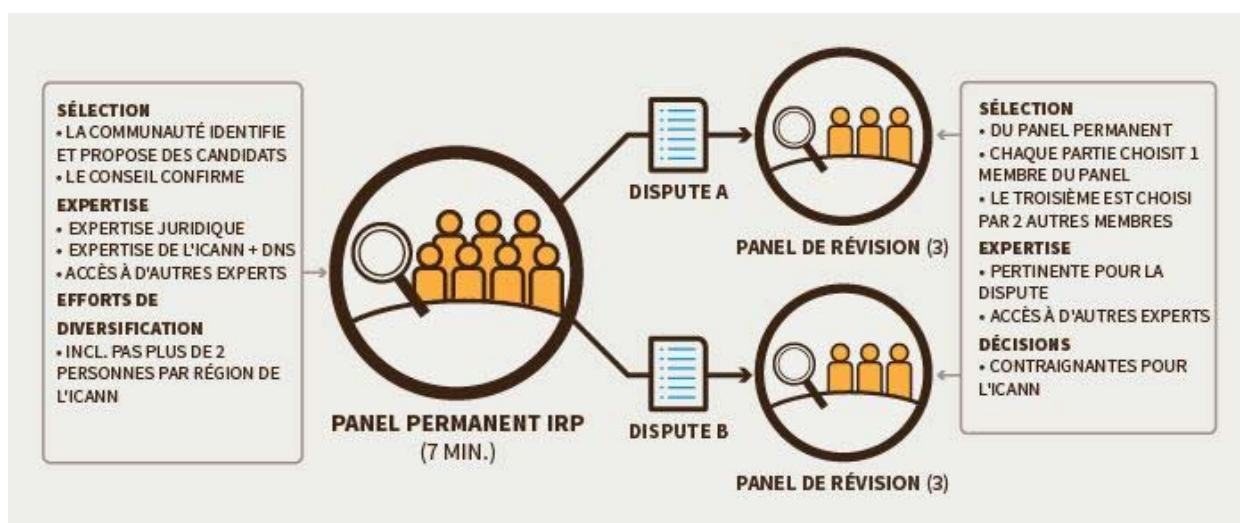 SÉLECTION
• LA COMMUNAUTÉ IDENTIFIE
ET PROPOSE DES CANDIDATS
• LE CONSEIL CONFIRME
EXPERTISE
• EXPERTISE JURIDIQUE
• EXPERTISE DE L'ICANN + DNS
• ACCÈS À D'AUTRES EXPERTS
EFFORTS DE
DIVERSIFICATION
• INCL. PAS PLUS DE 2
PERSONNES PAR RÉGION DE
L'ICANN
PANEL PERMANENT IRP
(7 MIN.)
DISPUTE A
PANEL DE RÉVISION (3)
DISPUTE B
PANEL DE RÉVISION (3)
SÉLECTION
• DU PANEL PERMANENT
• CHAQUE PARTIE CHOISIT 1
MEMBRE DU PANEL
• LE TROISIÈME EST CHOISI
PAR 2 AUTRES MEMBRES
EXPERTISE
• PERTINENTE POUR LA
DISPUTE
• ACCÈS À D'AUTRES EXPERTS
DÉCISIONS
• CONTRAIGNANTES POUR
L'ICANN